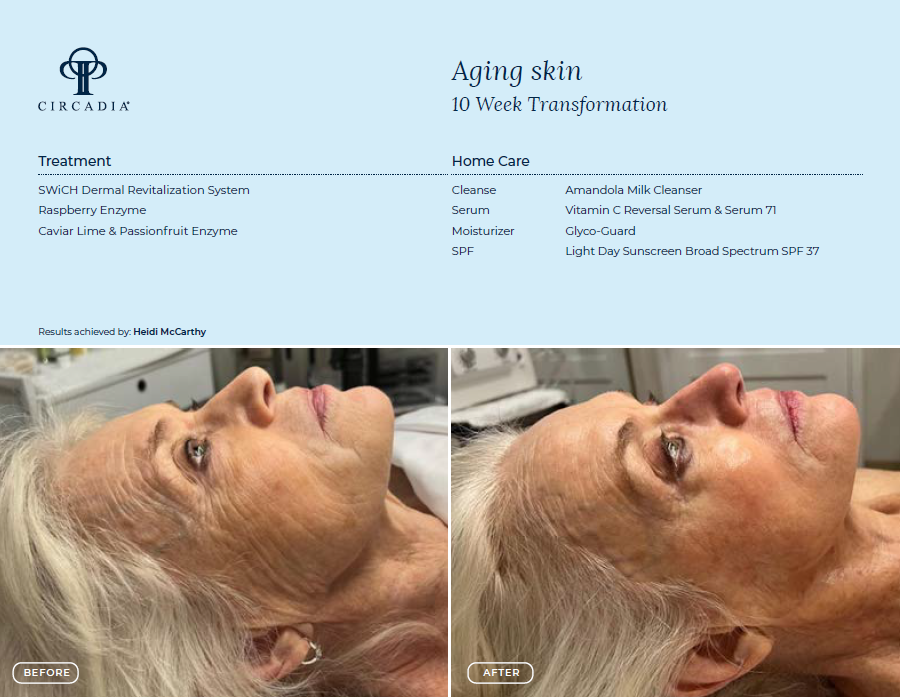 CIRCADIA®
Aging skin
10 Week Transformation
Treatment
SWiCH Dermal Revitalization System
Raspberry Enzyme
Caviar Lime & Passionfruit Enzyme
Home Care
Cleanse Amandola Milk Cleanser
Serum Vitamin C Reversal Serum & Serum 71
Moisturizer Glyco-Guard
SPF Light Day Sunscreen Broad Spectrum SPF 37
Results achieved by: Heidi McCarthy
BEFORE
AFTER